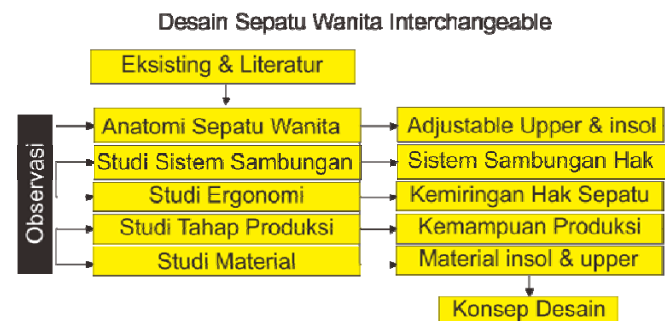 Desain Sepatu Wanita Interchangeable
Eksisting & Literatur
Observasi
Anatomi Sepatu Wanita
Adjustable Upper & insol
Studi Sistem Sambungan
Sistem Sambungan Hak
Studi Ergonomi
Kemiringan Hak Sepatu
Studi Tahap Produksi
Kemampuan Produksi
Studi Material
Material insol & upper
Konsep Desain